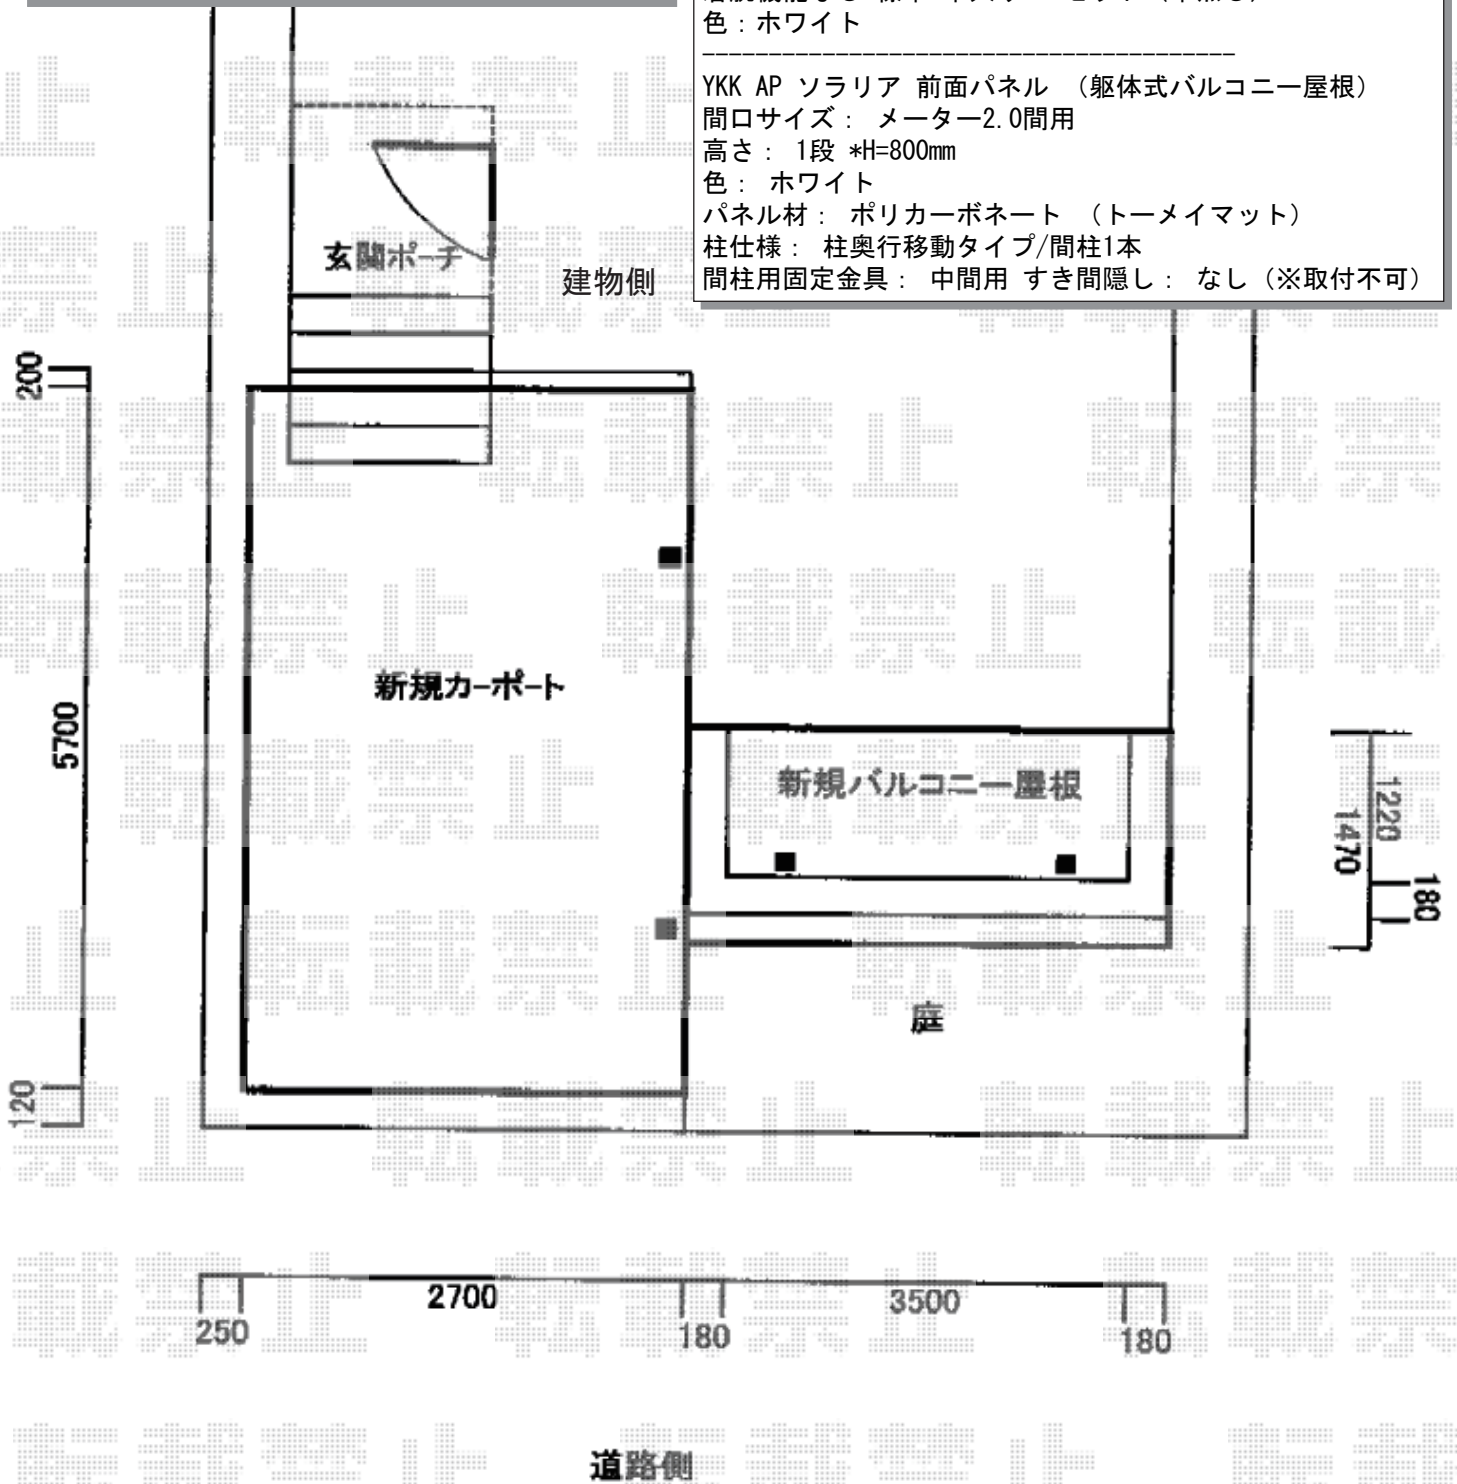 色：ホワイト
----------------------------------------
YKK AP ソラリア 前面パネル （躯体式バルコニー屋根）
間口サイズ： メーター2.0間用
高さ： 1段 *H=800mm
色： ホワイト
パネル材： ポリカーボネート （トーメイマット）
柱仕様： 柱奥行移動タイプ/間柱1本
間柱用固定金具： 中間用 すき間隠し： なし（※取付不可）
玄関ポーチ
建物側
200
新規カーポート
5700
新規バルコニー屋根
1220
1470
180
庭
120
2700
3500
250
180
180
道路側
転載禁止